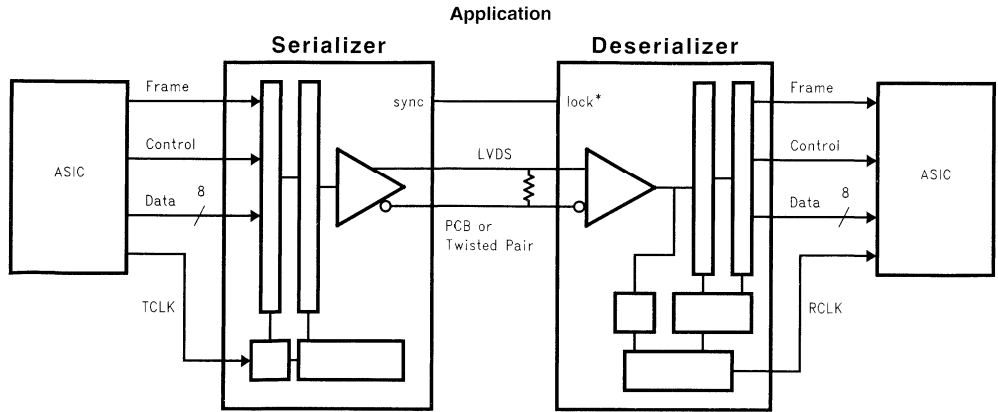 Application
Serializer
Deserializer
Frame
sync
lock*
Frame
ASIC
Control
LVDS
Control
ASIC
Data
8
Data
8
PCB or
Twisted Pair
TCLK
RCLK